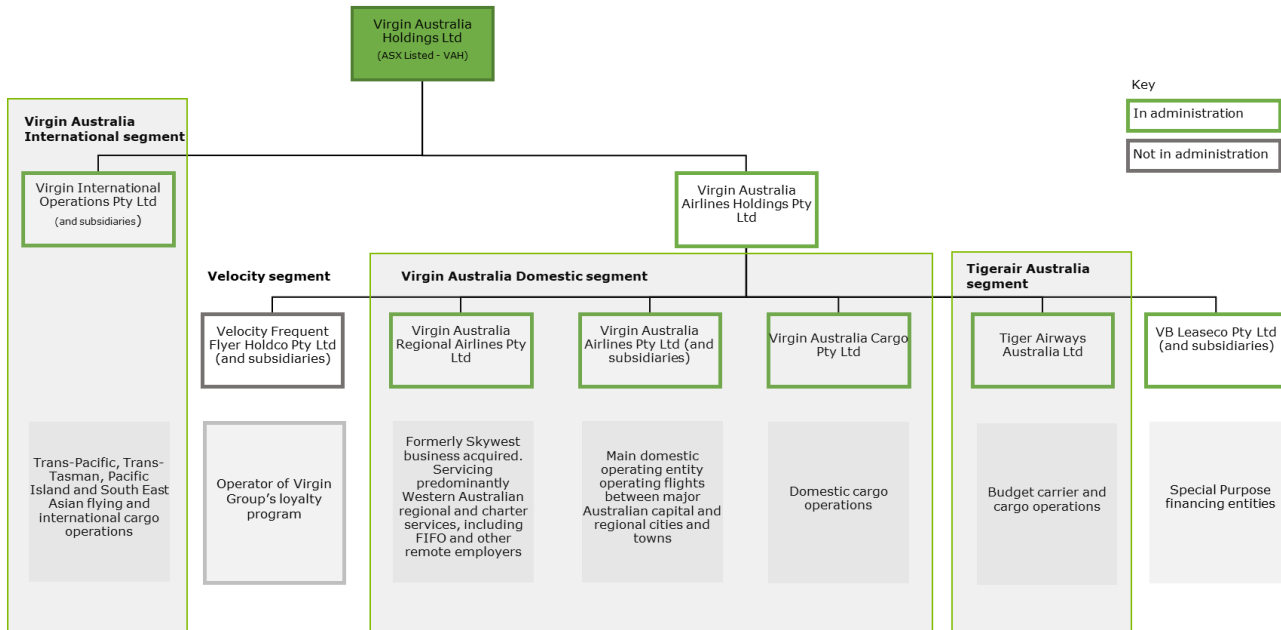 Virgin Australia
Holdings Ltd
(ASX Listed - VAH)
Key
In administration
Not in administration
Virgin Australia
International segment
Virgin International
Operations Pty Ltd
(and subsidiaries)
Virgin Australia
Airlines Holdings Pty
Ltd
Velocity segment
Virgin Australia Domestic segment
Tigerair Australia
segment
Velocity Frequent
Flyer Holdco Pty Ltd
(and subsidiaries)
Virgin Australia
Regional Airlines Pty
Ltd
Virgin Australia
Airlines Pty Ltd (and
subsidiaries)
Virgin Australia Cargo
Pty Ltd
Tiger Airways
Australia Ltd
VB Leaseco Pty Ltd
(and subsidiaries)
Trans-Pacific, Trans-
Tasman, Pacific
Island and South East
Asian flying and
international cargo
operations
Operator of Virgin
Group's loyalty
program
Formerly Skywest
business acquired.
Servicing
predominantly
Western Australian
regional and charter
services, including
FIFO and other
remote employers
Main domestic
operating entity
operating flights
between major
Australian capital and
regional cities and
towns
Domestic cargo
operations
Budget carrier and
cargo operations
Special Purpose
financing entities